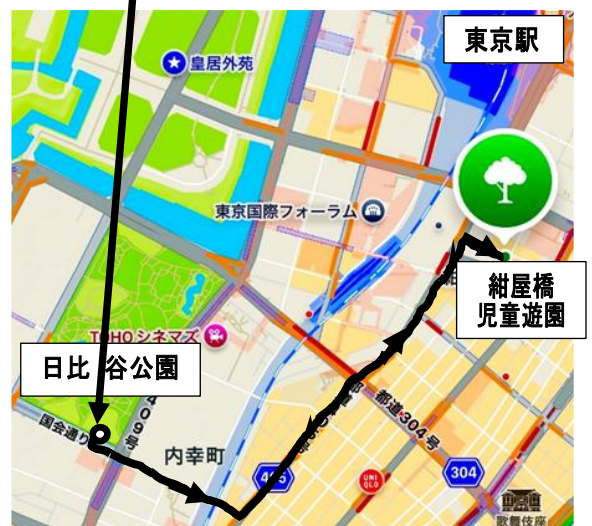 東京駅
皇居外苑
東京国際フォーラム
紺屋橋
児童遊園
TOHOシネマズ
日比 谷公園
409号
国会通り
内幸町
都道304号
405
304
UNI
QLO
歌舞伎座